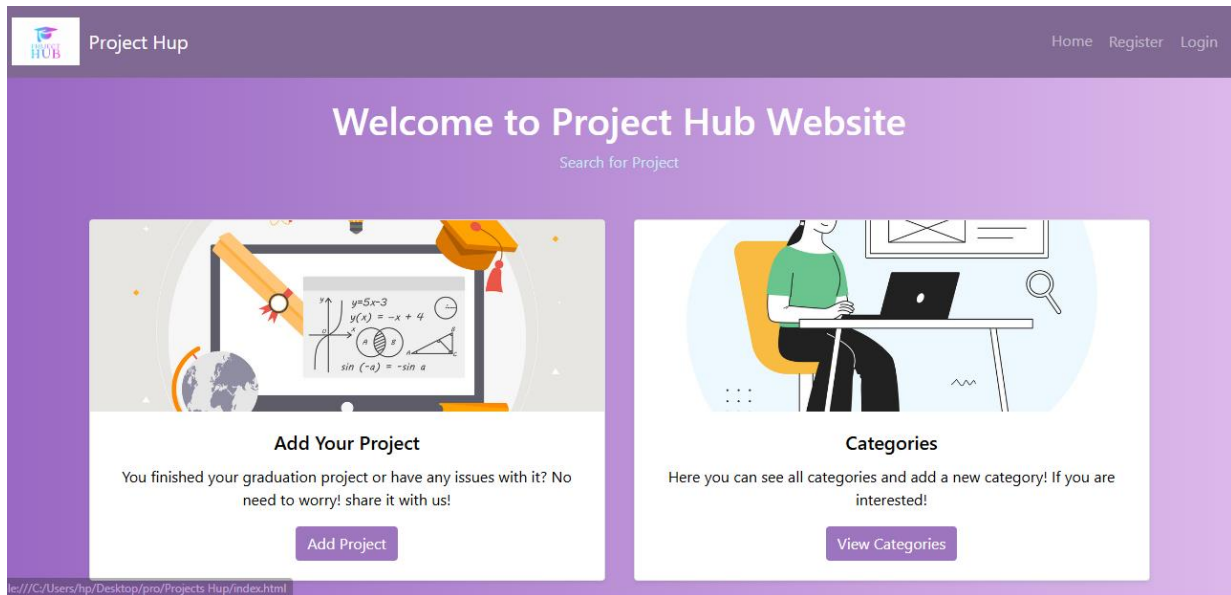 PROJECT
HUB
Project Hup
Home Register Login
Welcome to Project Hub Website
Search for Project
y=5x-3
y(x) = -x + 4
y
x
0
A B
B
A C
sin (-a) = -sin a
Add Your Project
You finished your graduation project or have any issues with it? No
need to worry! share it with us!
Add Project
Categories
Here you can see all categories and add a new category! If you are
interested!
View Categories
le:///C:/Users/hp/Desktop/pro/Projects Hup/index.html